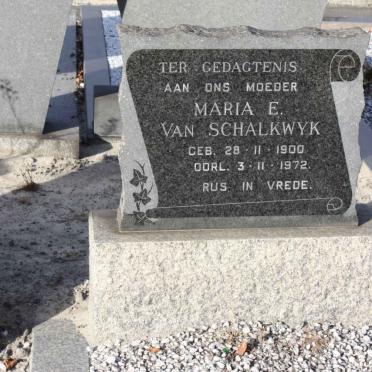 TER GEDAGTENIS
AAN ONS MOEDER
MARIA E.
VAN SCHALKWYK
GEB. 28·11·1900
OORL. 3·11·1972.
RUS IN VREDE.